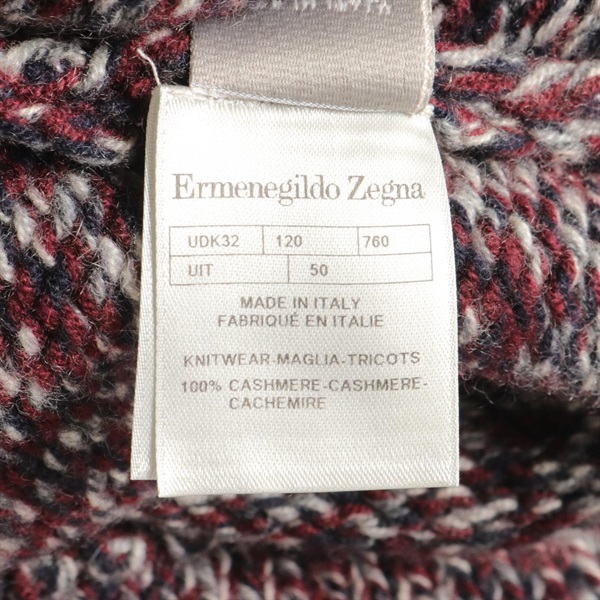 Ermenegildo Zegna
UDK32 120 760
UIT 50
MADE IN ITALY
FABRIQUÉ EN ITALIE
KNITWEAR-MAGLIA-TRICOTS
100% CASHMERE-CASHMERE-
CACHEMIRE